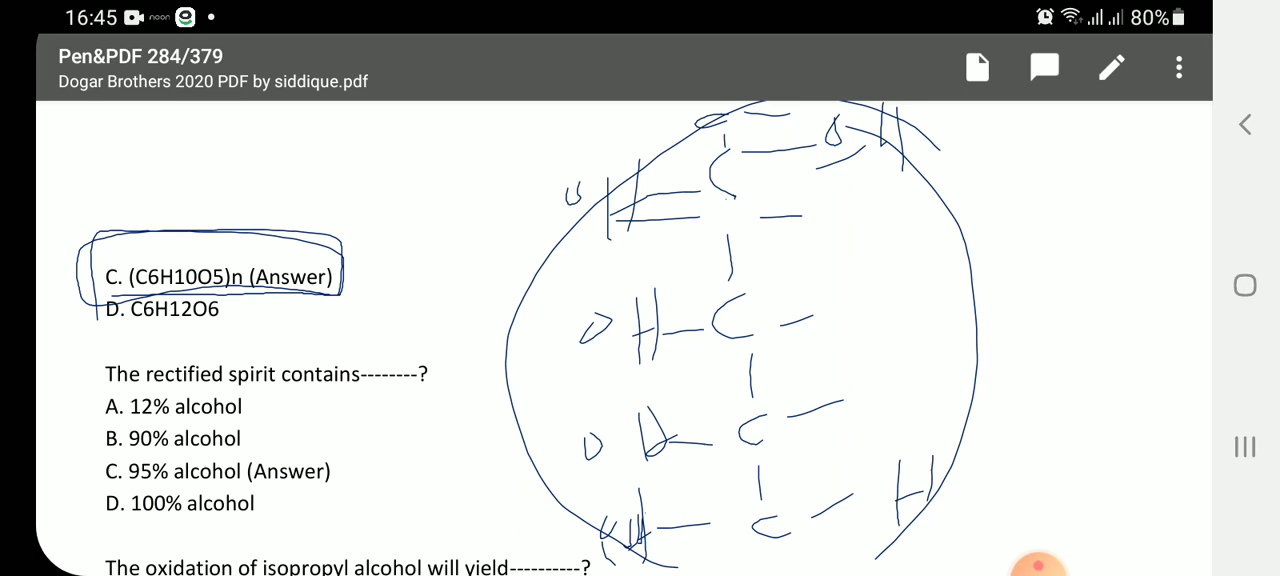 16:45 noon
80%
Pen&PDF 284/379
Dogar Brothers 2020 PDF by siddique.pdf
C. (C6H10O5)n (Answer)
D. C6H12O6
The rectified spirit contains--------?
A. 12% alcohol
B. 90% alcohol
C. 95% alcohol (Answer)
D. 100% alcohol
The oxidation of isopropyl alcohol will yield----------?
C
H
O H C
C
C H